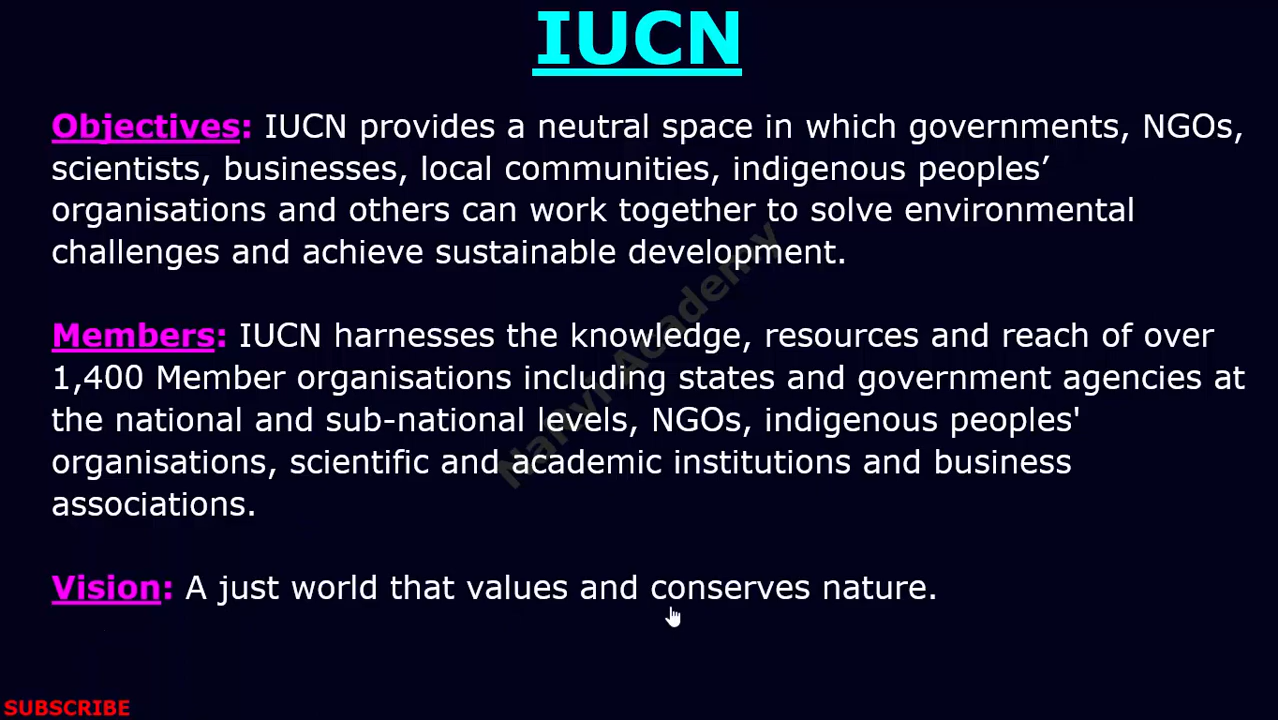 IUCN
Objectives: IUCN provides a neutral space in which governments, NGOs,
scientists, businesses, local communities, indigenous peoples’
organisations and others can work together to solve environmental
challenges and achieve sustainable development.
Members: IUCN harnesses the knowledge, resources and reach of over
1,400 Member organisations including states and government agencies at
the national and sub-national levels, NGOs, indigenous peoples'
organisations, scientific and academic institutions and business
associations.
Vision: A just world that values and conserves nature.
Academy
SUBSCRIBE